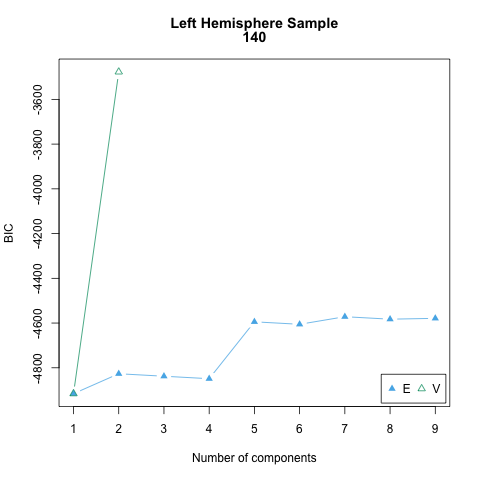 Left Hemisphere Sample
140
BIC
-3600
-3800
-4000
-4200
-4400
-4600
-4800
E V
1 2 3 4 5 6 7 8 9
Number of components